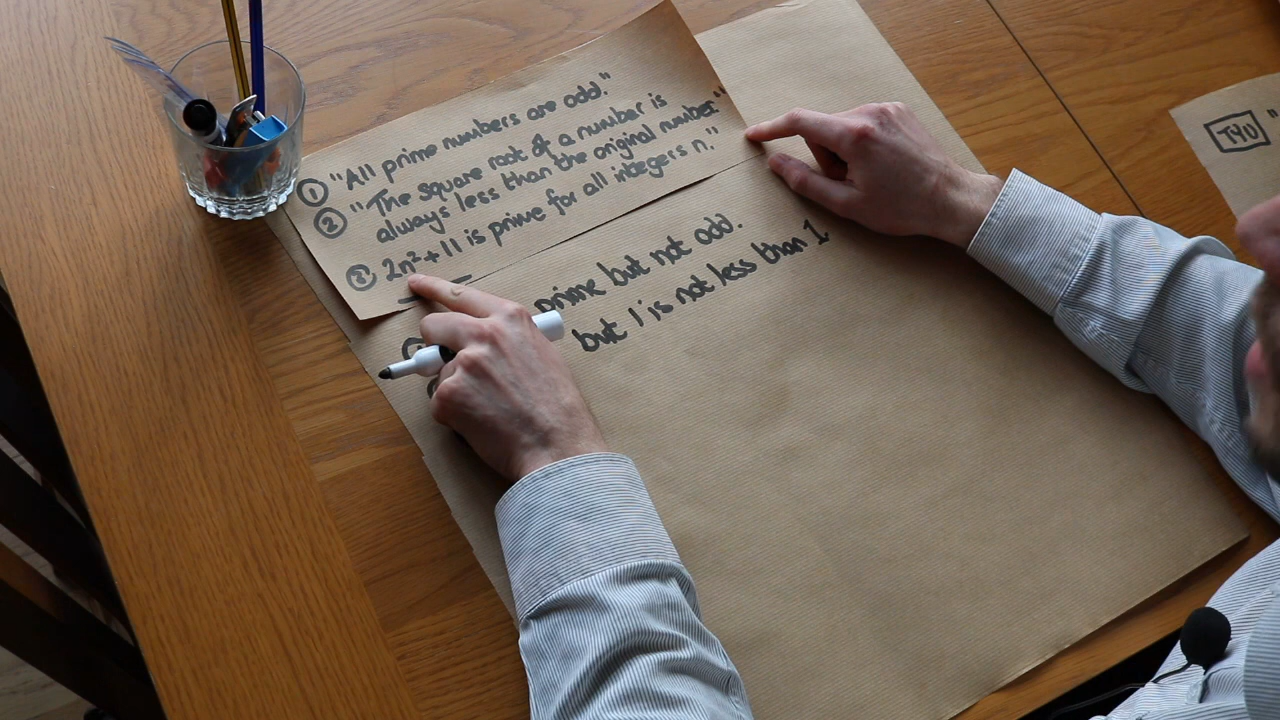 ① "All prime numbers are odd."
② "The square root of a number is
always less than the original number."
③ 2n²+11 is prime for all integers n."
prime but not odd.
but 1 is not less than 1.
TYU "